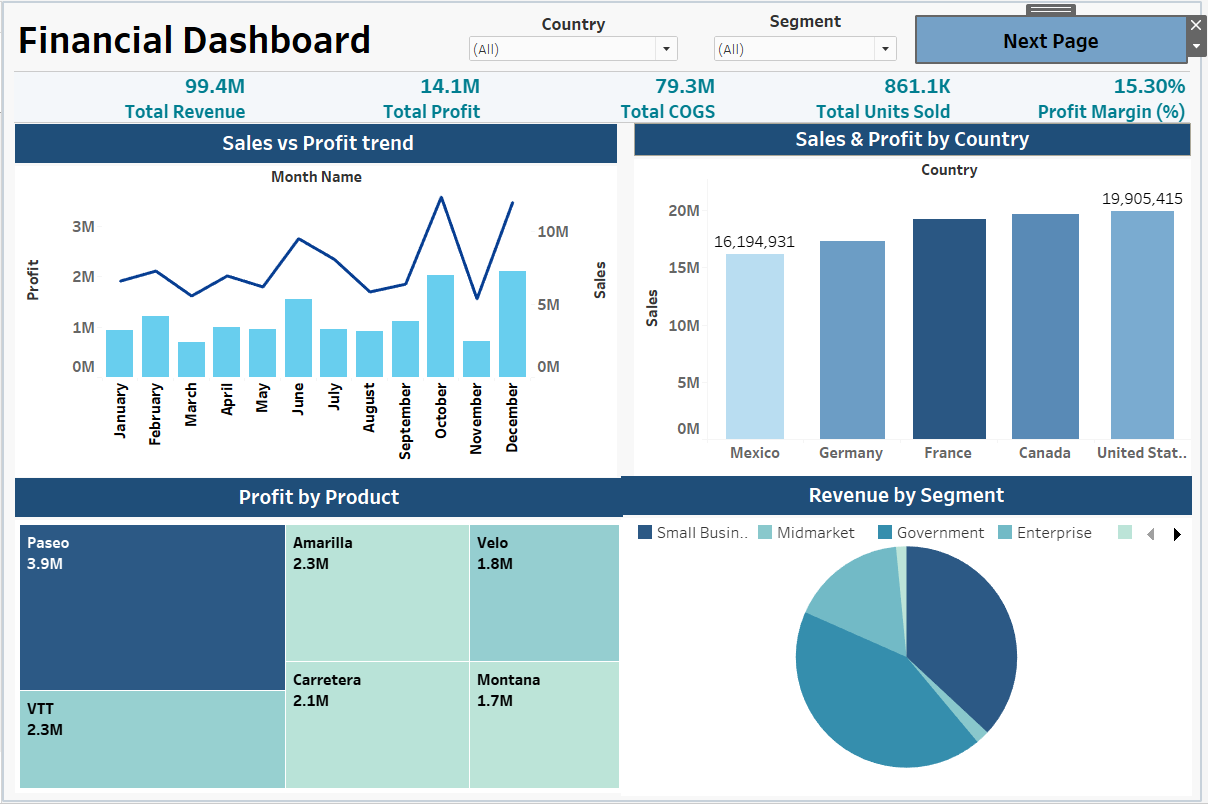 Financial Dashboard
Country
(All)
Segment
(All)
Next Page
99.4M
Total Revenue
14.1M
Total Profit
79.3M
Total COGS
861.1K
Total Units Sold
15.30%
Profit Margin (%)
Sales vs Profit trend
Month Name
Profit
3M
2M
1M
0M
10M
5M
0M
Sales
January
February
March
April
May
June
July
August
September
October
November
December
Sales & Profit by Country
Country
Sales
20M
15M
10M
5M
0M
16,194,931
19,905,415
Mexico
Germany
France
Canada
United Stat..
Profit by Product
Paseo
3.9M
VTT
2.3M
Amarilla
2.3M
Carretera
2.1M
Velo
1.8M
Montana
1.7M
Revenue by Segment
Small Busin..
Midmarket
Government
Enterprise